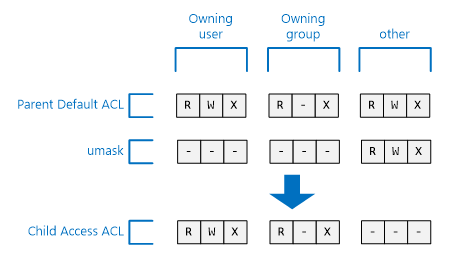 Owning
user
Owning
group
other
Parent Default ACL R W X R - X R W X
umask - - - - - - R W X
Child Access ACL R W X R - X - - -